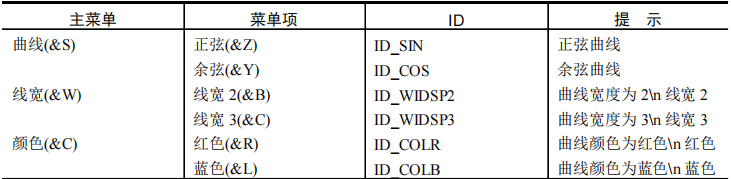 主菜单 菜单项 ID 提 示
曲线(&S) 正弦(&Z) ID_SIN 正弦曲线
余弦(&Y) ID_COS 余弦曲线
线宽(&W) 线宽 2(&B) ID_WIDSP2 曲线宽度为 2\n 线宽 2
线宽 3(&C) ID_WIDSP3 曲线宽度为 3\n 线宽 3
颜色(&C) 红色(&R) ID_COLR 曲线颜色为红色\n 红色
蓝色(&L) ID_COLB 曲线颜色为蓝色\n 蓝色